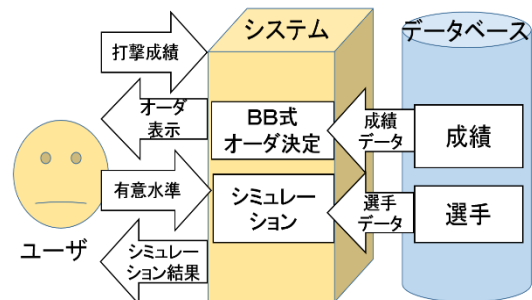 システム
データベース
打撃成績
オーダ
表示
BB式
オーダ決定
成績
データ
成績
有意水準
シミュレー
ション
選手
データ
選手
ユーザ
シミュレー
ション結果